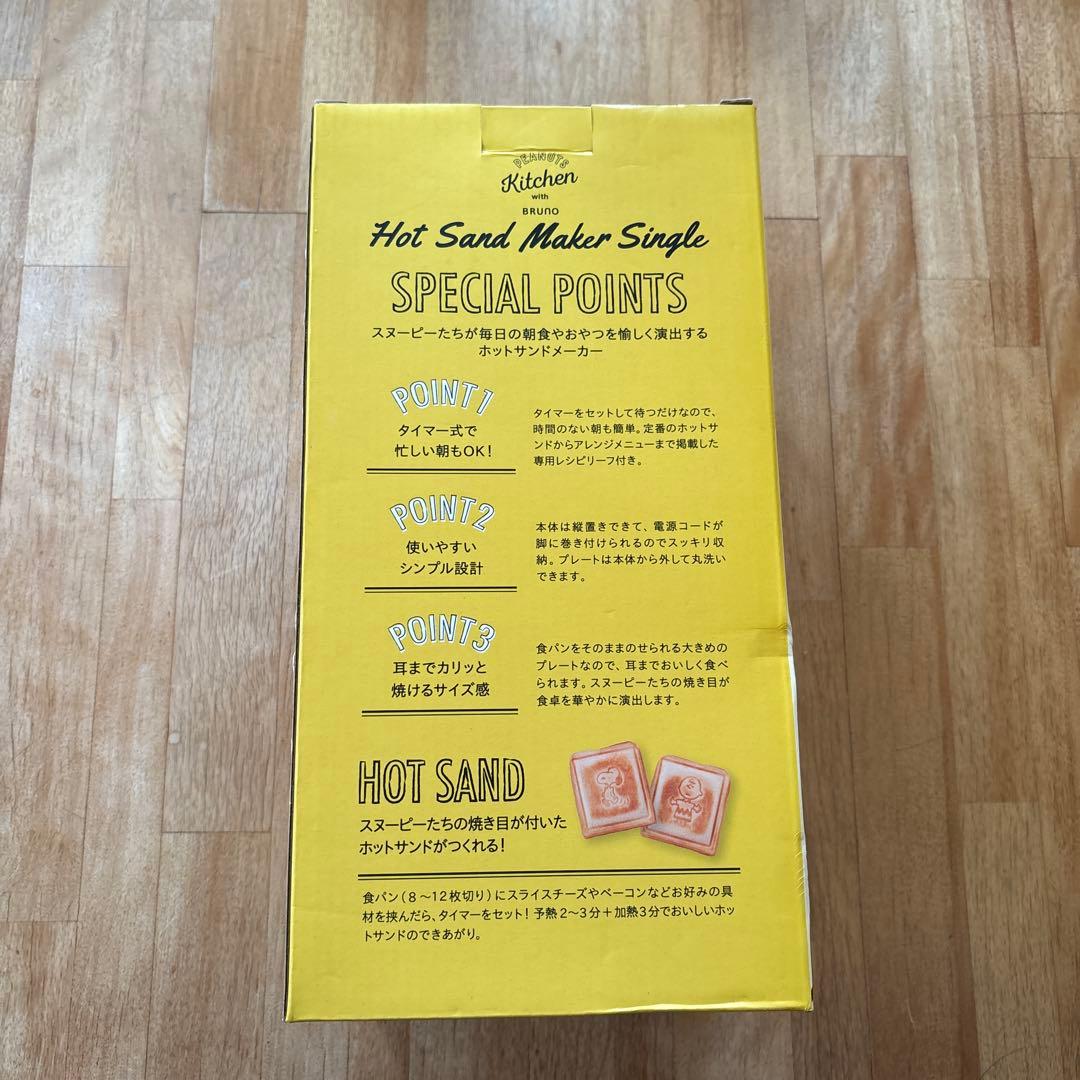 PEANUTS
Kitchen
with
BRUNO
Hot Sand Maker Single
SPECIAL POINTS
スヌーピーたちが毎日の朝食やおやつを愉しく演出する
ホットサンドメーカー
POINT1
タイマー式で
忙しい朝もOK！
タイマーをセットして待つだけなので、
時間のない朝も簡単。定番のホットサ
ンドからアレンジメニューまで掲載した
専用レシピリーフ付き。
POINT2
使いやすい
シンプル設計
本体は縦置きできて、電源コードが
脚に巻き付けられるのでスッキリ収
納。プレートは本体から外して丸洗い
できます。
POINT3
耳までカリッと
焼けるサイズ感
食パンをそのままのせられる大きめの
プレートなので、耳までおいしく食べ
られます。スヌーピーたちの焼き目が
食卓を華やかに演出します。
HOT SAND
スヌーピーたちの焼き目が付いた
ホットサンドがつくれる！
食パン（8～12枚切り）にスライスチーズやベーコンなどお好みの具
材を挟んだら、タイマーをセット！予熱2～3分＋加熱3分でおいしいホッ
トサンドのできあがり。